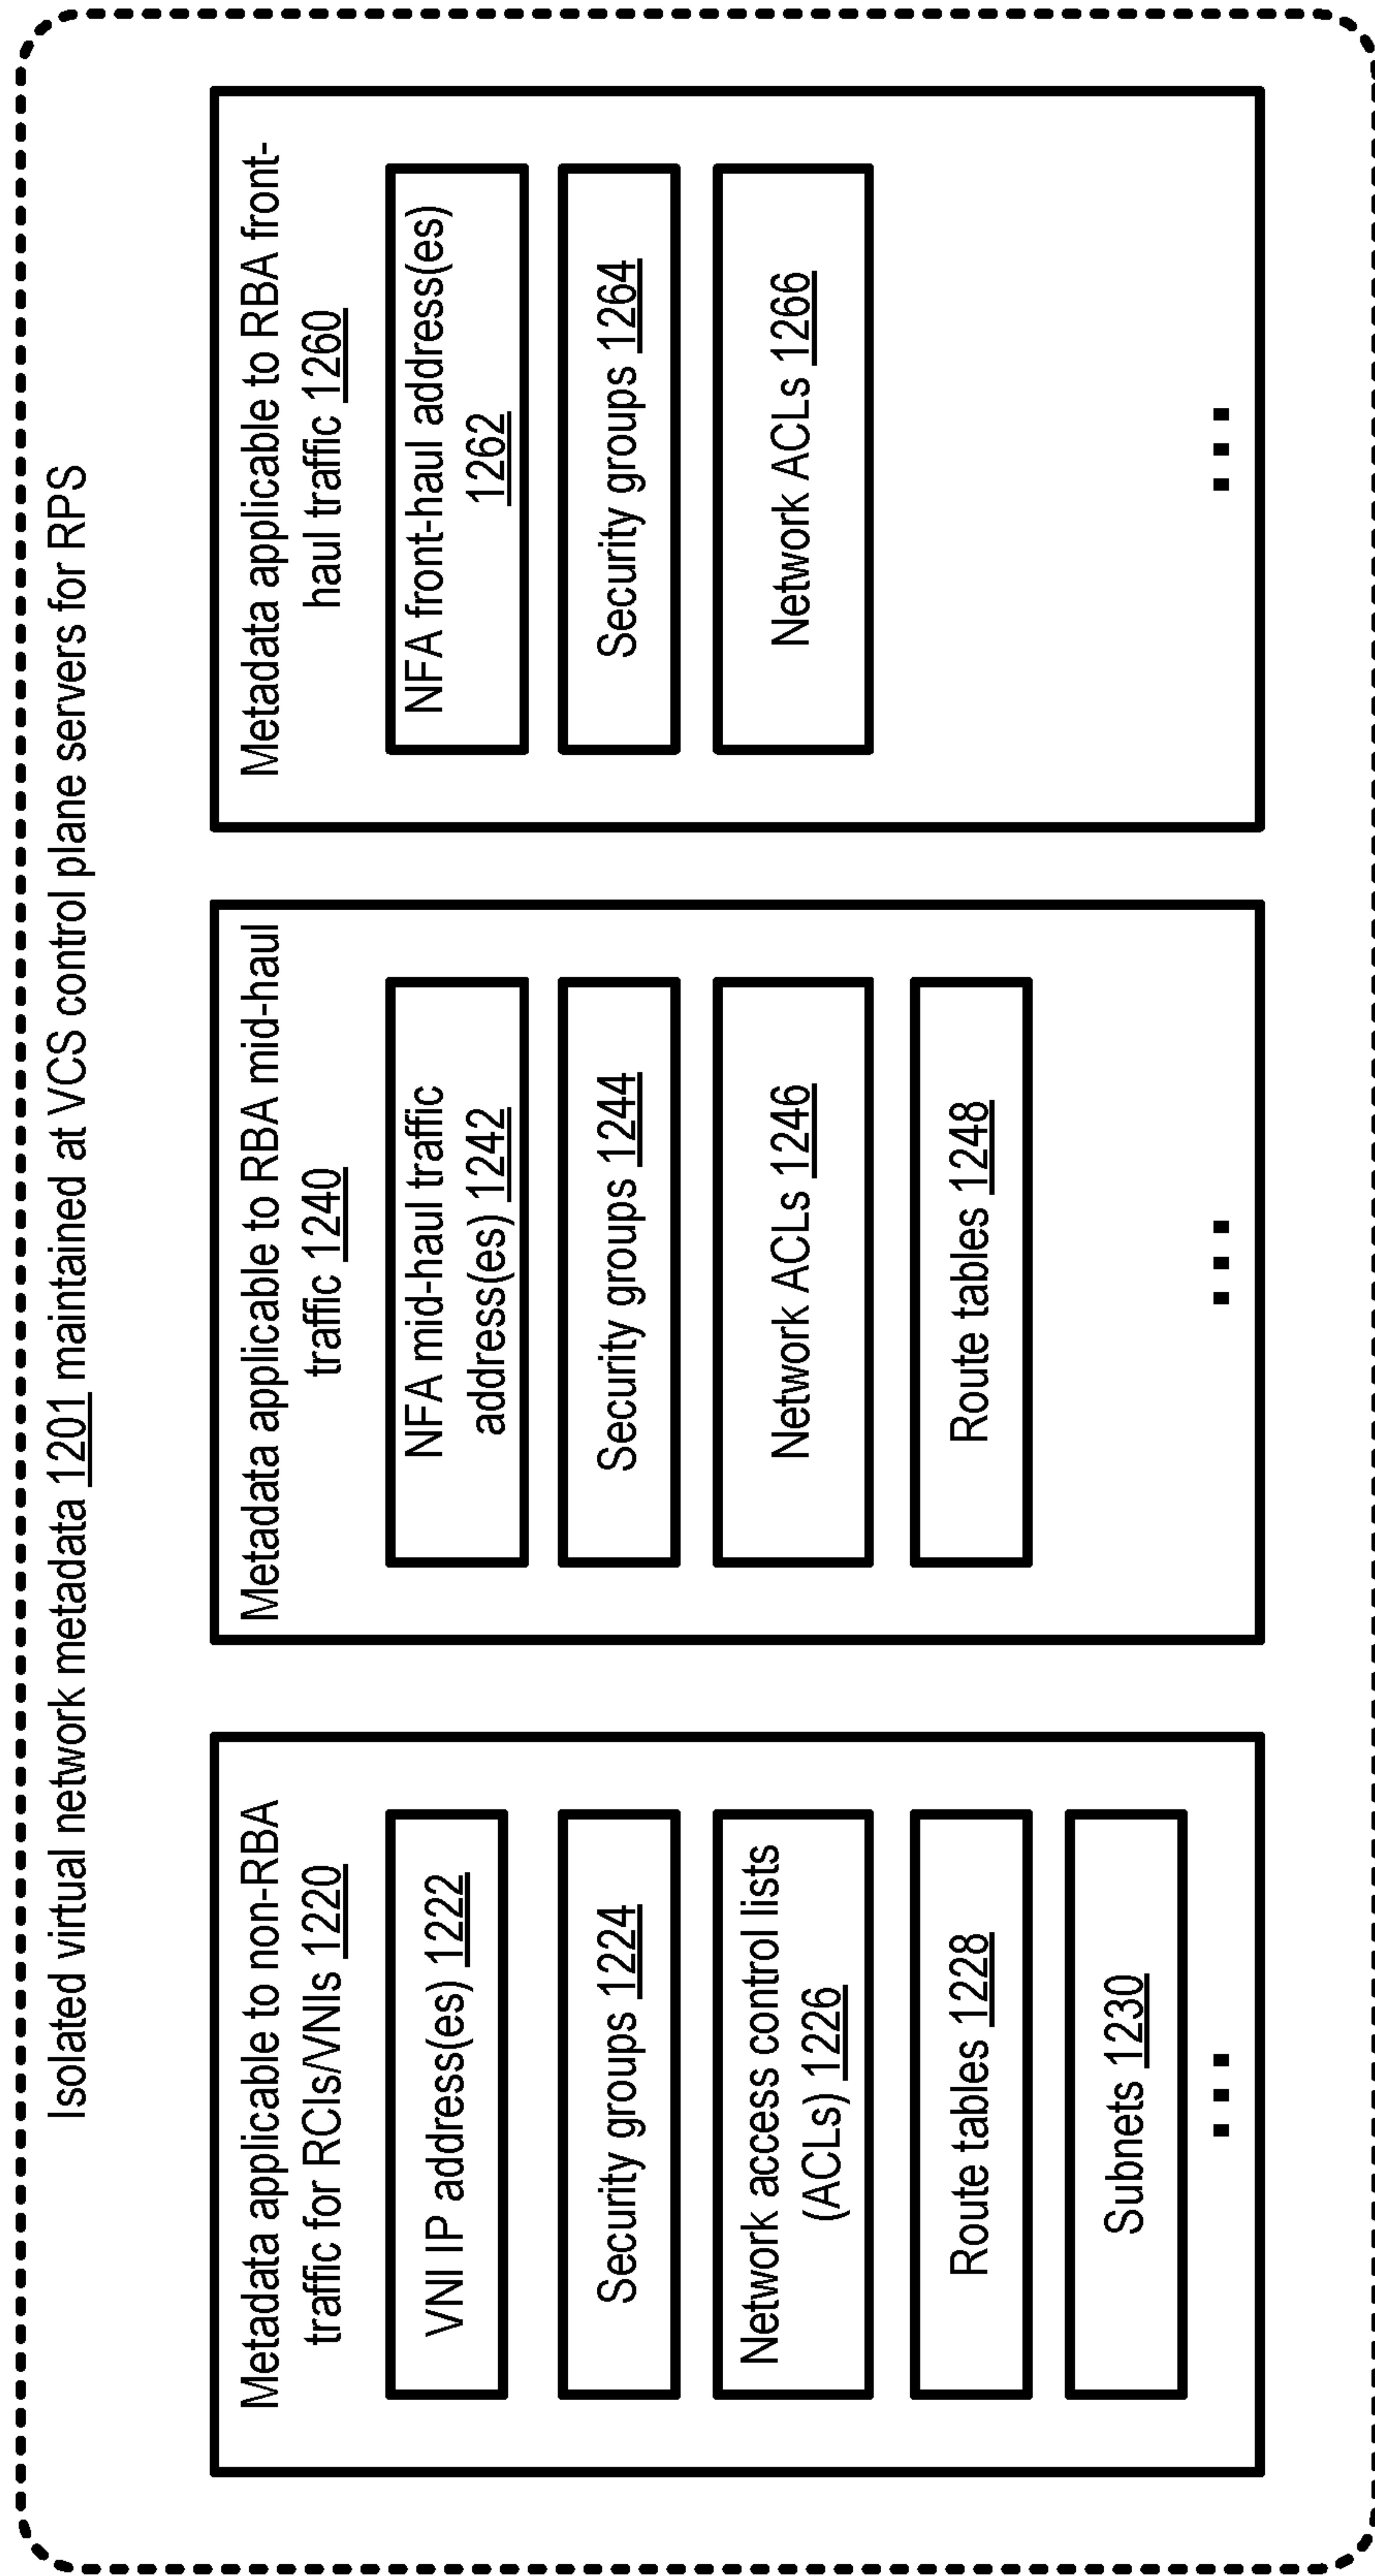 Isolated virtual network metadata 1201 maintained at VCS control plane servers for RPS
Metadata applicable to non-RBA
traffic for RCIs/VNIs 1220
VNI IP address(es) 1222
Security groups 1224
Network access control lists
(ACLs) 1226
Route tables 1228
Subnets 1230
...
Metadata applicable to RBA mid-haul
traffic 1240
NFA mid-haul traffic
address(es) 1242
Security groups 1244
Network ACLs 1246
Route tables 1248
...
Metadata applicable to RBA front-
haul traffic 1260
NFA front-haul address(es)
1262
Security groups 1264
Network ACLs 1266
...